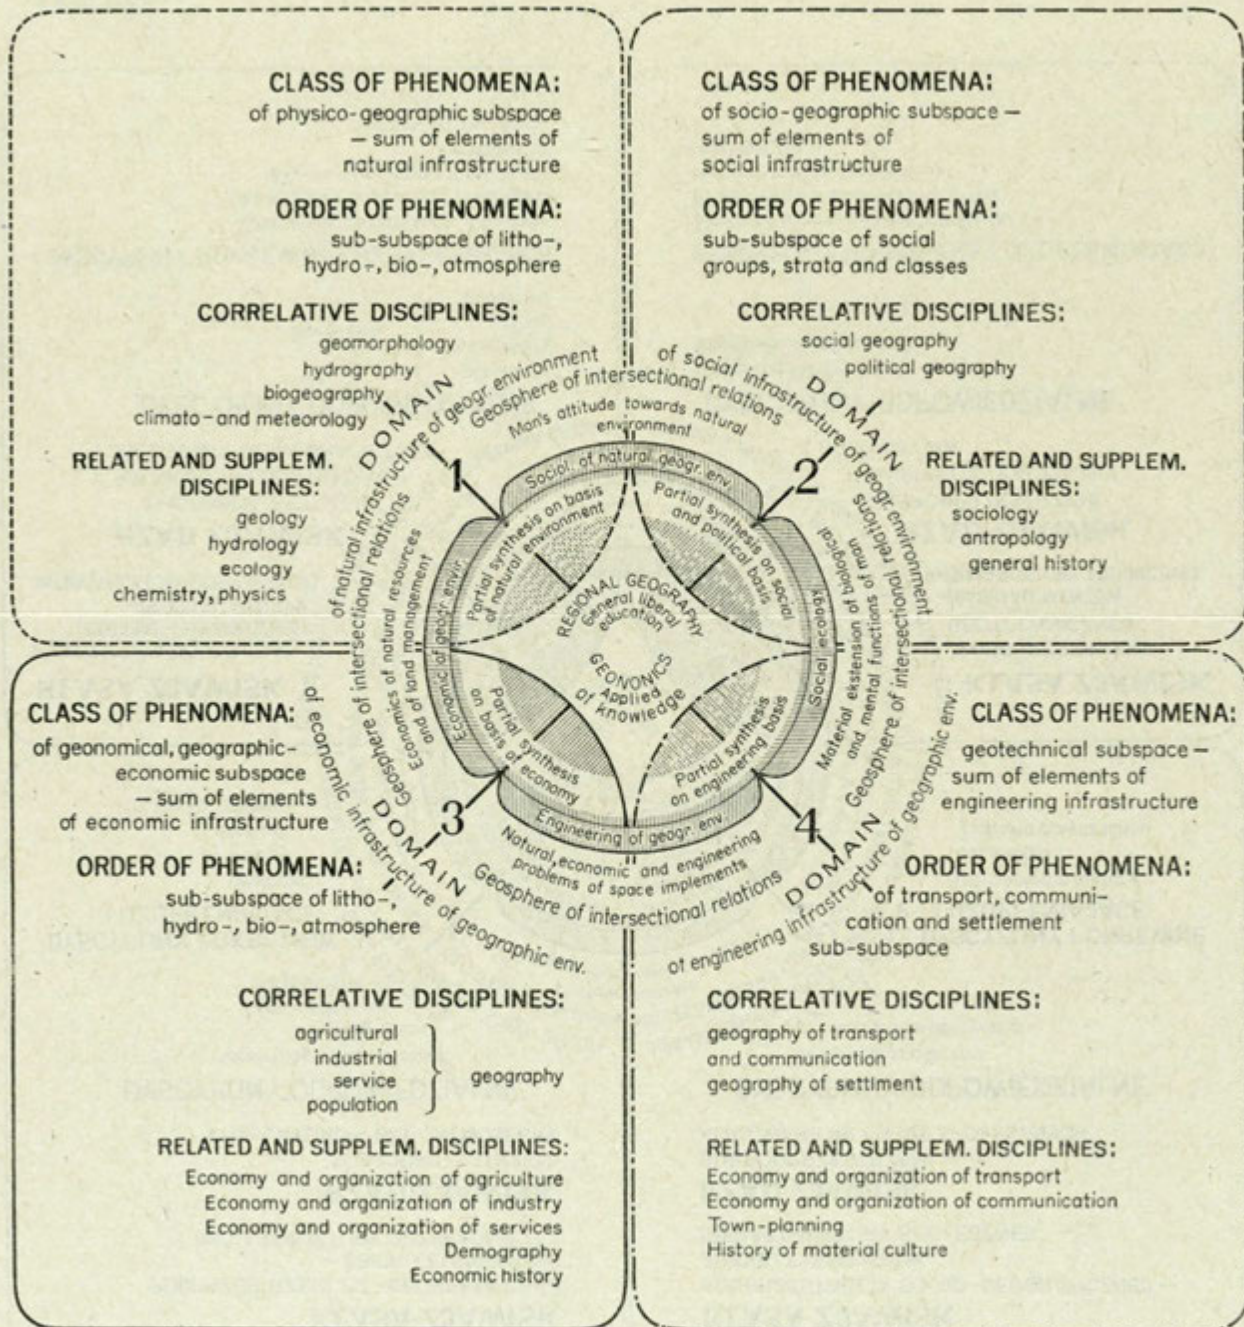 CLASS OF PHENOMENA:
of physico-geographic subspace
— sum of elements of
natural infrastructure
ORDER OF PHENOMENA:
sub-subspace of litho-,
hydro-, bio-, atmosphere
CORRELATIVE DISCIPLINES:
geomorphology
hydrography
biogeography
climato- and meteorology
RELATED AND SUPPLEM.
DISCIPLINES:
geology
hydrology
ecology
chemistry, physics
CLASS OF PHENOMENA:
of socio-geographic subspace —
sum of elements of
social infrastructure
ORDER OF PHENOMENA:
sub-subspace of social
groups, strata and classes
CORRELATIVE DISCIPLINES:
social geography
political geography
RELATED AND SUPPLEM.
DISCIPLINES:
sociology
antropology
general history
DOMAIN
1
of natural infrastructure of geogr. environment
DOMAIN
2
of social infrastructure of geogr. environment
Geosphere of intersectional relations
Man's attitude towards natural
environment
Sociol. of natural geogr. env.
Geosphere of intersectional relations
Economics of natural resources
and of land management
Economic of geogr. envir.
Social ecology
Material ekstension of biological
and mental functions of man
Geosphere of intersectional relations
Partial synthesis on basis
of natural environment
Partial synthesis on social
and political basis
REGIONAL GEOGRAPHY
General liberal
education
GEONONICS
Applied
of knowledge
Partial synthesis
on basis of economy
Partial synthesis
on engineering basis
Engineering of geogr. env.
Natural, economic and engineering
problems of space implements
Geosphere of intersectional relations
3
DOMAIN
of economic infrastructure of geographic env.
4
DOMAIN
of engineering infrastructure of geographic env.
CLASS OF PHENOMENA:
of geonomical, geographic-
economic subspace
— sum of elements
of economic infrastructure
ORDER OF PHENOMENA:
sub-subspace of litho-,
hydro-, bio-, atmosphere
CORRELATIVE DISCIPLINES:
agricultural
industrial
service
population
geography
RELATED AND SUPPLEM. DISCIPLINES:
Economy and organization of agriculture
Economy and organization of industry
Economy and organization of services
Demography
Economic history
CLASS OF PHENOMENA:
geotechnical subspace —
sum of elements of
engineering infrastructure
ORDER OF PHENOMENA:
of transport, communi-
cation and settlement
sub-subspace
CORRELATIVE DISCIPLINES:
geography of transport
and communication
geography of settlment
RELATED AND SUPPLEM. DISCIPLINES:
Economy and organization of transport
Economy and organization of communication
Town-planning
History of material culture